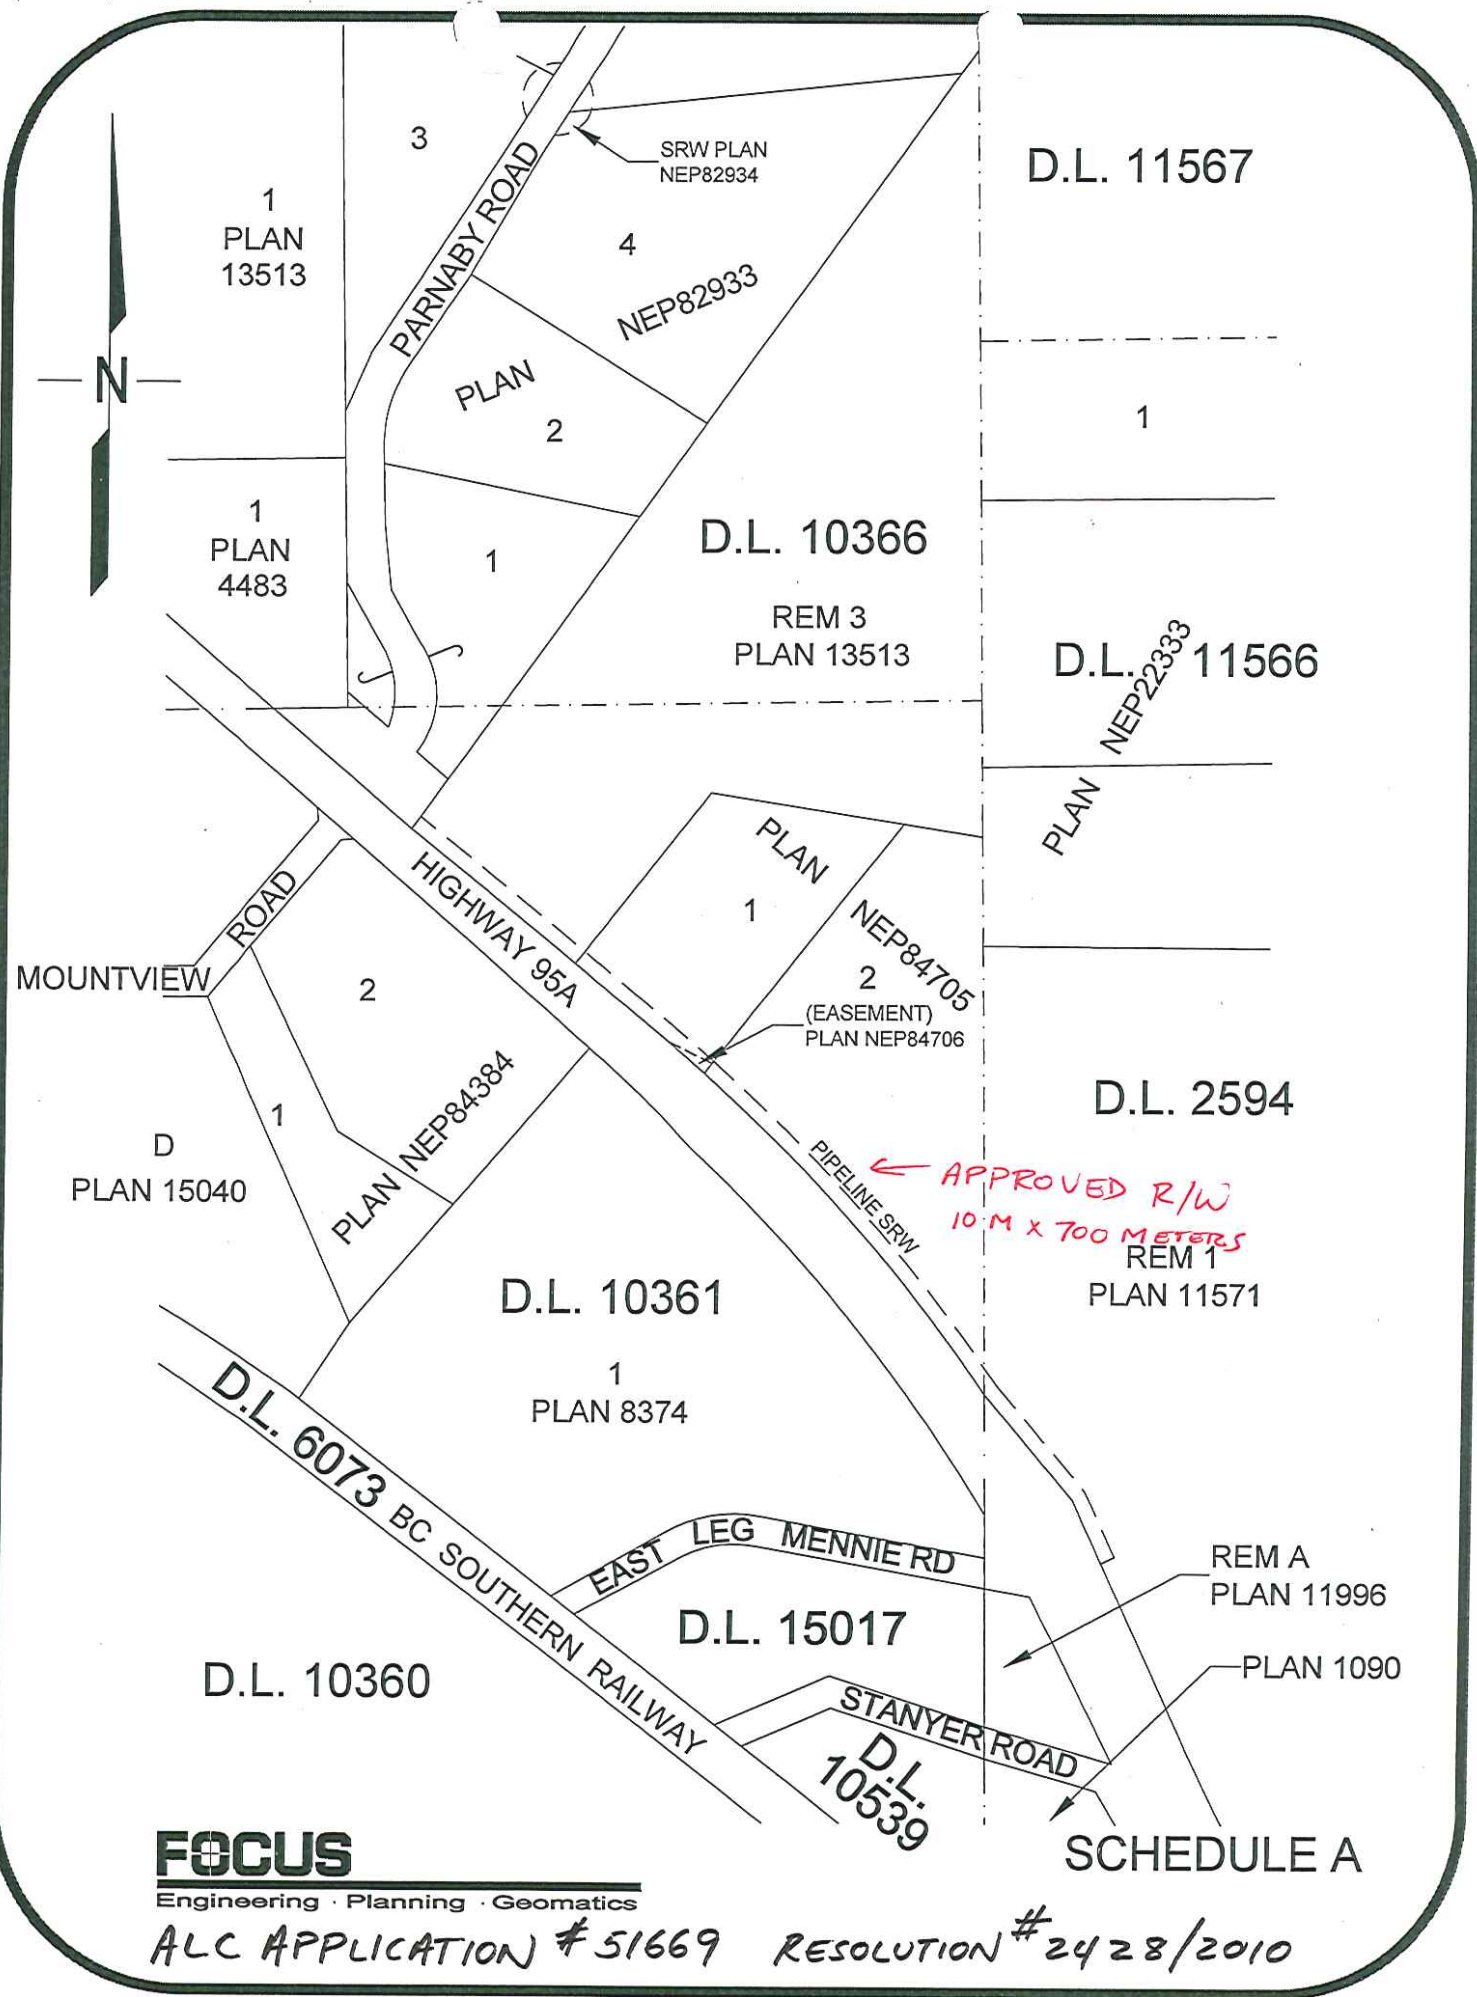 3
SRW PLAN
NEP82934
D.L. 11567
1
PLAN
13513
PARNABY ROAD
4
NEP82933
N
PLAN
2
1
1
PLAN
4483
1
D.L. 10366
REM 3
PLAN 13513
D.L. 11566
PLAN NEP22333
HIGHWAY 95A
PLAN
1
NEP84705
2
(EASEMENT)
PLAN NEP84706
MOUNTVIEW ROAD
2
1
PLAN NEP84384
D
PLAN 15040
D.L. 2594
PIPELINE SRW
← APPROVED R/W
10 M X 700 METERS
REM 1
PLAN 11571
D.L. 10361
1
PLAN 8374
D.L. 6073 BC SOUTHERN RAILWAY
EAST LEG MENNIE RD
REM A
PLAN 11996
D.L. 15017
PLAN 1090
D.L. 10360
STANYER ROAD
D.L.
10539
SCHEDULE A
FOCUS
Engineering · Planning · Geomatics
ALC APPLICATION # 51669 RESOLUTION # 2428/2010